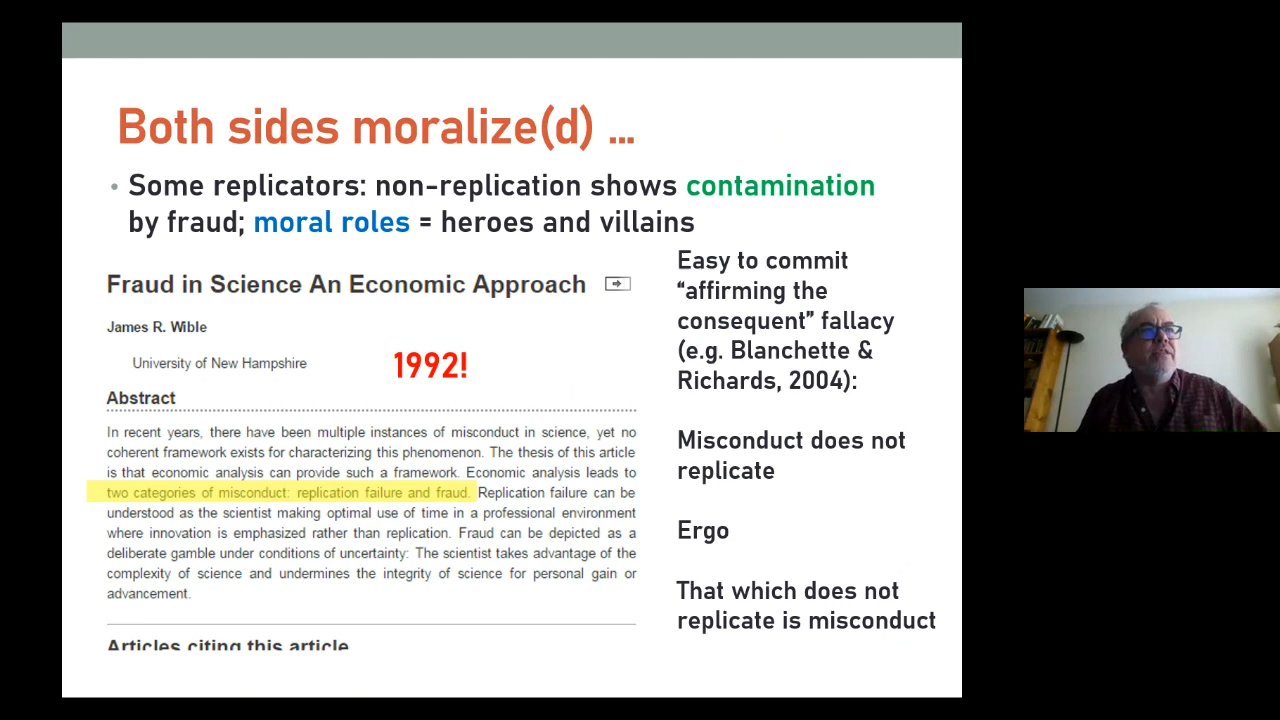 Both sides moralize(d) ...
• Some replicators: non-replication shows contamination
by fraud; moral roles = heroes and villains
Fraud in Science An Economic Approach
James R. Wible
University of New Hampshire
1992!
Abstract
In recent years, there have been multiple instances of misconduct in science, yet no
coherent framework exists for characterizing this phenomenon. The thesis of this article
is that economic analysis can provide such a framework. Economic analysis leads to
two categories of misconduct: replication failure and fraud. Replication failure can be
understood as the scientist making optimal use of time in a professional environment
where innovation is emphasized rather than replication. Fraud can be depicted as a
deliberate gamble under conditions of uncertainty: The scientist takes advantage of the
complexity of science and undermines the integrity of science for personal gain or
advancement.
Articles citing this article
Easy to commit
“affirming the
consequent” fallacy
(e.g. Blanchette &
Richards, 2004):
Misconduct does not
replicate
Ergo
That which does not
replicate is misconduct